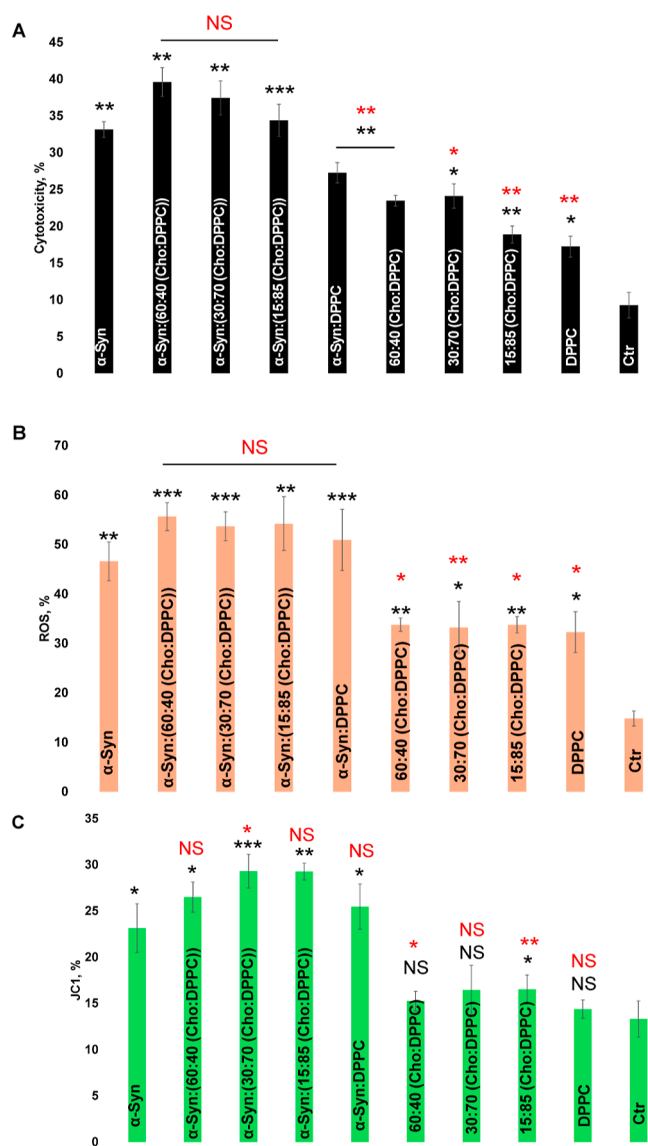 A
NS
45
40
35
30
25
20
15
10
5
0
Cytotoxicity, %
**
**
**
***
**
**
*
*
**
**
**
*
α-Syn
α-Syn:(60:40 (Cho:DPPC))
α-Syn:(30:70 (Cho:DPPC))
α-Syn:(15:85 (Cho:DPPC))
α-Syn:DPPC
60:40 (Cho:DPPC)
30:70 (Cho:DPPC)
15:85 (Cho:DPPC)
DPPC
Ctr
B
NS
70
60
50
40
30
20
10
0
ROS, %
**
***
***
**
***
*
**
**
*
*
**
*
*
α-Syn
α-Syn:(60:40 (Cho:DPPC))
α-Syn:(30:70 (Cho:DPPC))
α-Syn:(15:85 (Cho:DPPC))
α-Syn:DPPC
60:40 (Cho:DPPC)
30:70 (Cho:DPPC)
15:85 (Cho:DPPC)
DPPC
Ctr
C
35
30
25
20
15
10
5
0
JC1, %
*
NS
*
*
***
NS
**
NS
*
*
NS
NS
NS
**
*
NS
NS
α-Syn
α-Syn:(60:40 (Cho:DPPC))
α-Syn:(30:70 (Cho:DPPC))
α-Syn:(15:85 (Cho:DPPC))
α-Syn:DPPC
60:40 (Cho:DPPC)
30:70 (Cho:DPPC)
15:85 (Cho:DPPC)
DPPC
Ctr